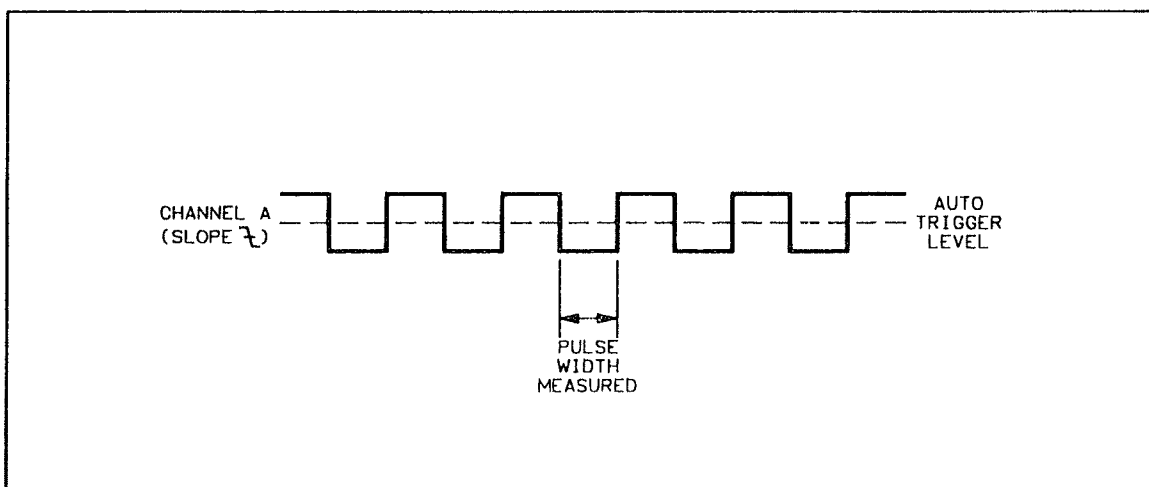 CHANNEL A
(SLOPE )
AUTO
TRIGGER
LEVEL
PULSE
WIDTH
MEASURED